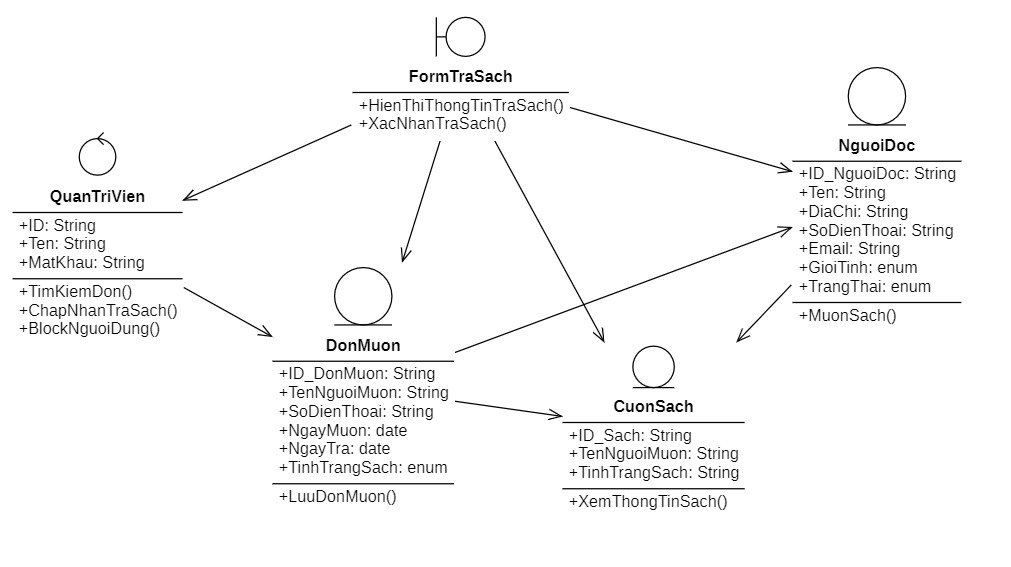 FormTraSach
+HienThiThongTinTraSach()
+XacNhanTraSach()
QuanTriVien
+ID: String
+Ten: String
+MatKhau: String
+TimKiemDon()
+ChapNhanTraSach()
+BlockNguoiDung()
NguoiDoc
+ID_NguoiDoc: String
+Ten: String
+DiaChi: String
+SoDienThoai: String
+Email: String
+GioiTinh: enum
+TrangThai: enum
+MuonSach()
DonMuon
+ID_DonMuon: String
+TenNguoiMuon: String
+SoDienThoai: String
+NgayMuon: date
+NgayTra: date
+TinhTrangSach: enum
+LuuDonMuon()
CuonSach
+ID_Sach: String
+TenNguoiMuon: String
+TinhTrangSach: String
+XemThongTinSach()